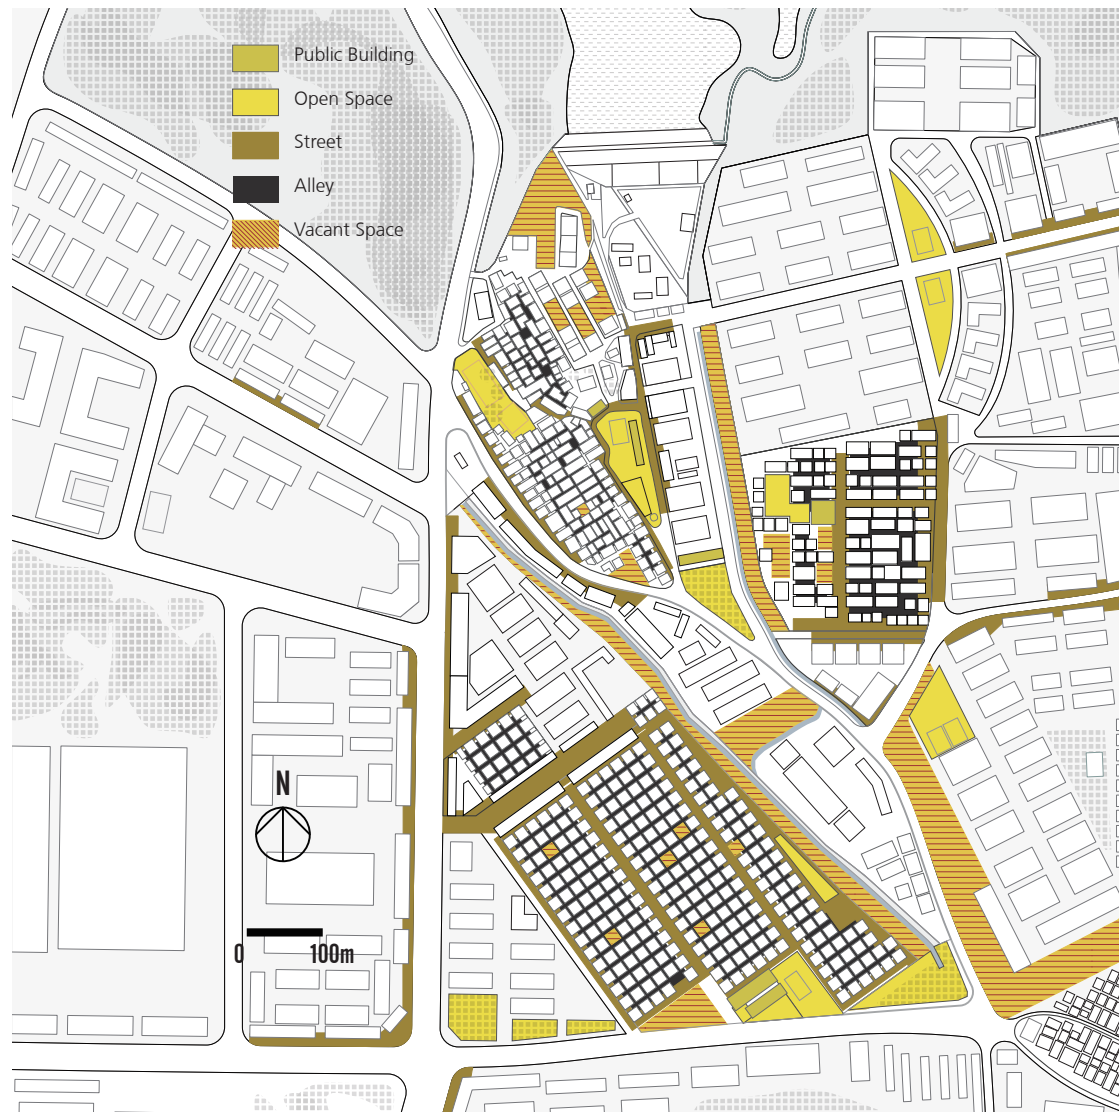 Public Building
Open Space
Street
Alley
Vacant Space
N
0 100m